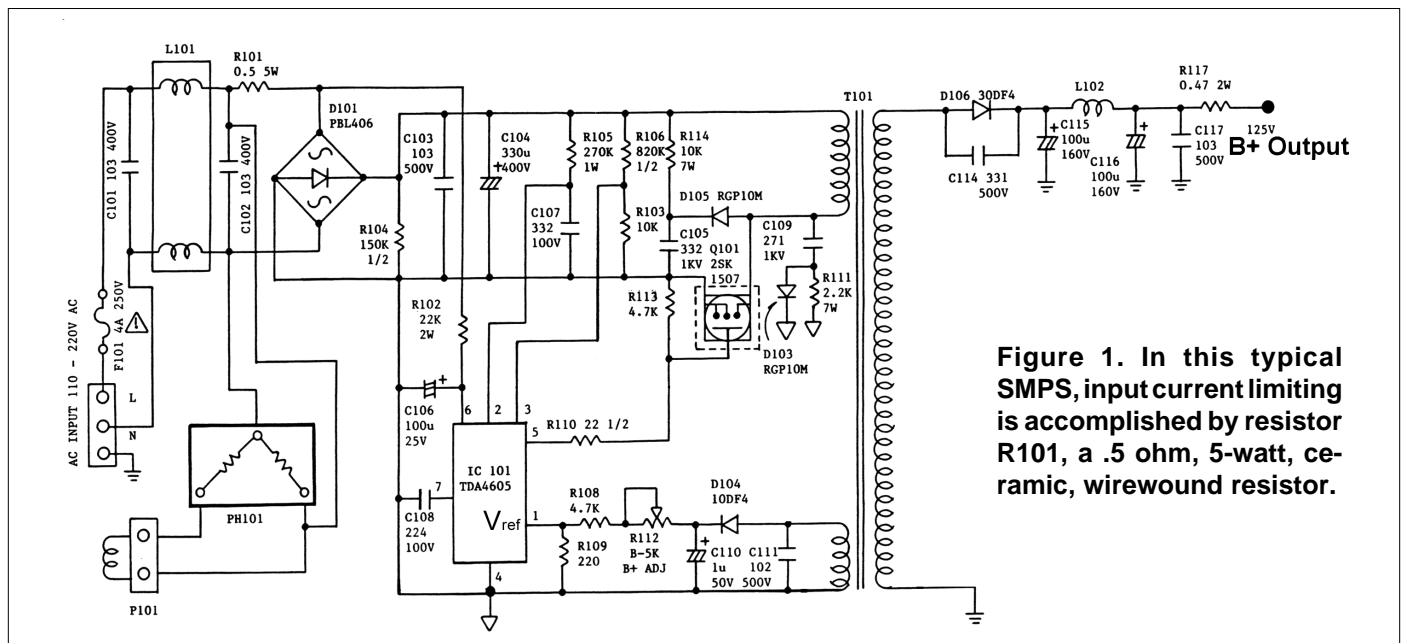 L101
R101
0.5 5W
D101
PBL406
C101 103 400V
C102 103 400V
C103
103
500V
C104
330u
400V
+
R105
270K
1W
R106
820K
1/2
R114
10K
7W
T101
D106 30DF4
L102
R117
0.47 2W
+
C115
100u
160V
+
C116
100u
160V
C117
103
500V
125V
B+ Output
C114 331
500V
D105 RGP10M
C107
332
100V
R103
10K
C105
332
1KV
Q101
2SK
1507
C109
271
1KV
R111
2.2K
7W
D103
RGP10M
R104
150K
1/2
R102
22K
2W
R113
4.7K
F101 4A 250V
AC INPUT 110 - 220V AC
L
N
PH101
P101
+
C106
100u
25V
6
2
3
5
R110 22 1/2
IC 101
TDA4605
7
C108
224
100V
Vref
1
4
R108
4.7K
R109
220
R112
B-5K
B+ ADJ
D104
10DF4
+
C110
1u
50V
C111
102
500V
Figure 1. In this typical
SMPS, input current limiting
is accomplished by resistor
R101, a .5 ohm, 5-watt, ce-
ramic, wirewound resistor.